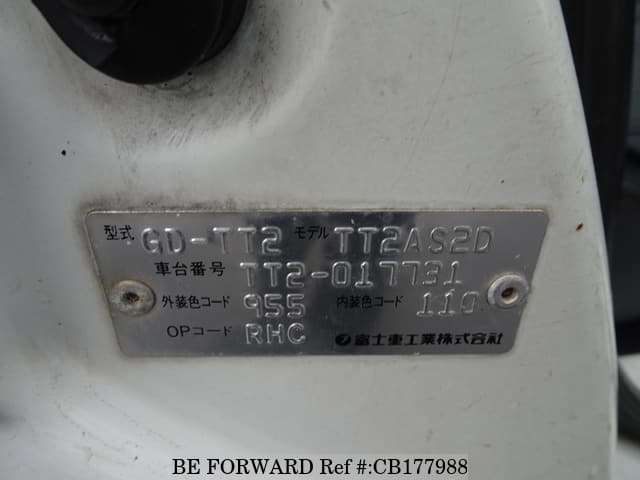 型式 GD-TT2 モデル TT2AS2D
車台番号 TT2-017731
外装色コード 955 内装色コード 110
OPコード RHC 富士重工業株式会社
BE FORWARD Ref #:CB177988